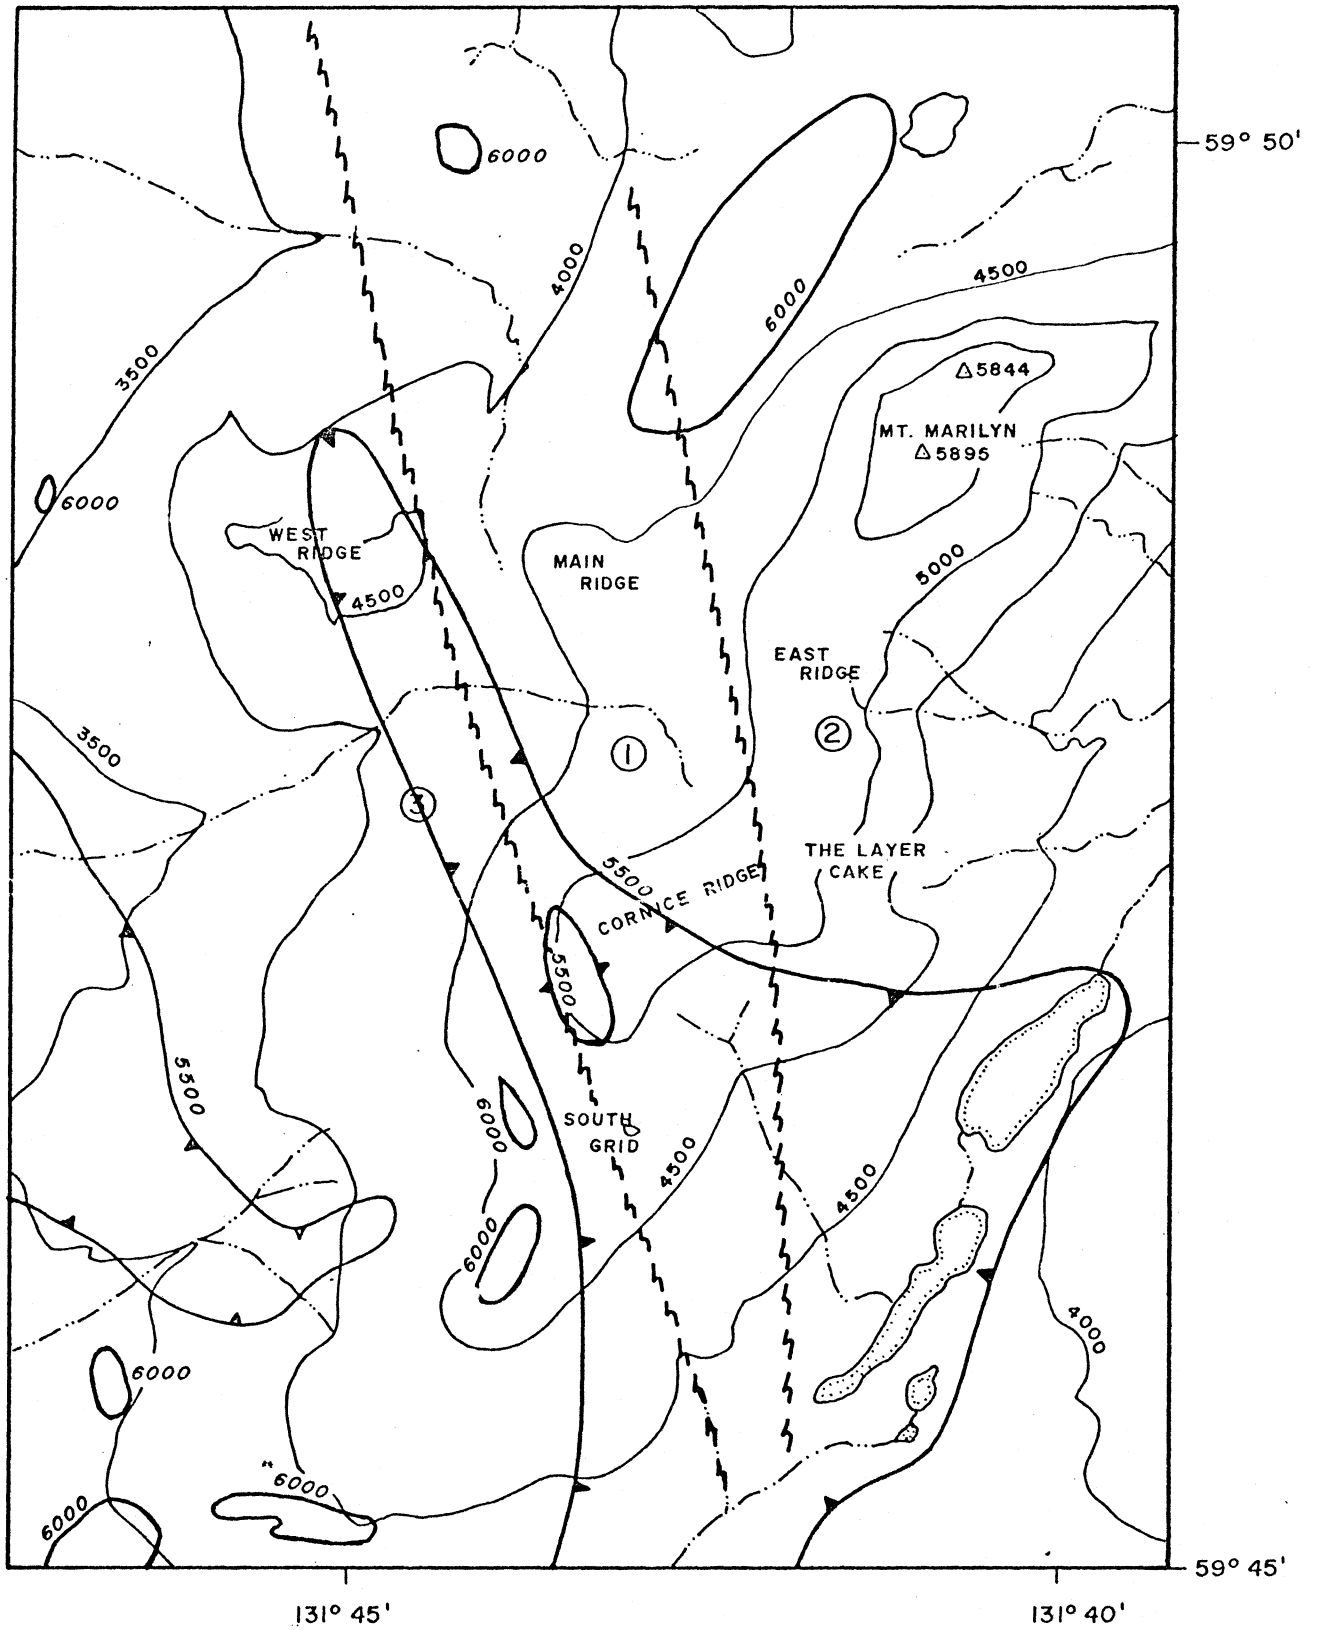 59° 50'
6000
4000
4500
6000
3500
△5844
MT. MARILYN
△5895
6000
WEST
RIDGE
MAIN
RIDGE
5000
4500
EAST
RIDGE
3500
1
2
3
THE LAYER
CAKE
5500
CORNICE RIDGE
5500
5500
6000
SOUTH
GRID
4500
4500
6000
4000
6000
6000
6000
59° 45'
131° 45'
131° 40'